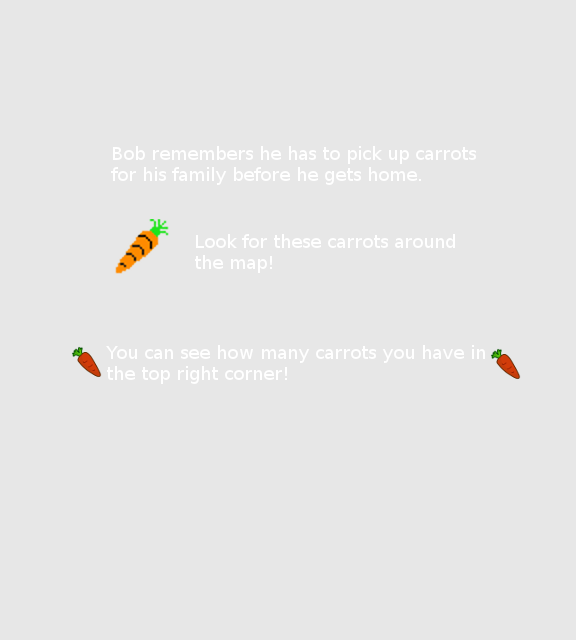 Bob remembers he has to pick up carrots
for his family before he gets home.
Look for these carrots around
the map!
You can see how many carrots you have in
the top right corner!